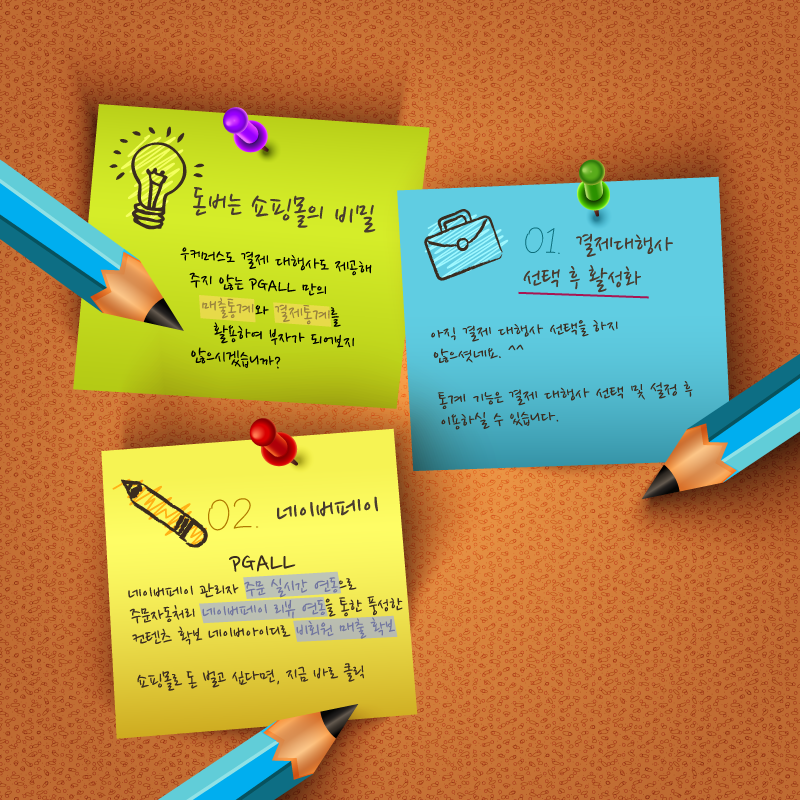 돈버는 쇼핑몰의 비밀
우커머스도 결제 대행사도 제공해
주지 않는 PGALL 만의
매출통계와 결제통계를
활용하여 부자가 되어보지
않으시겠습니까?
01. 결제대행사
선택 후 활성화
아직 결제 대행사 선택을 하지
않으셨네요. ^^
통계 기능은 결제 대행사 선택 및 설정 후
이용하실 수 있습니다.
02. 네이버페이
PGALL
네이버페이 관리자 주문 실시간 연동으로
주문자동처리 네이버페이 리뷰 연동을 통한 풍성한
컨텐츠 확보 네이버아이디로 비회원 매출 확보
쇼핑몰로 돈 벌고 싶다면, 지금 바로 클릭